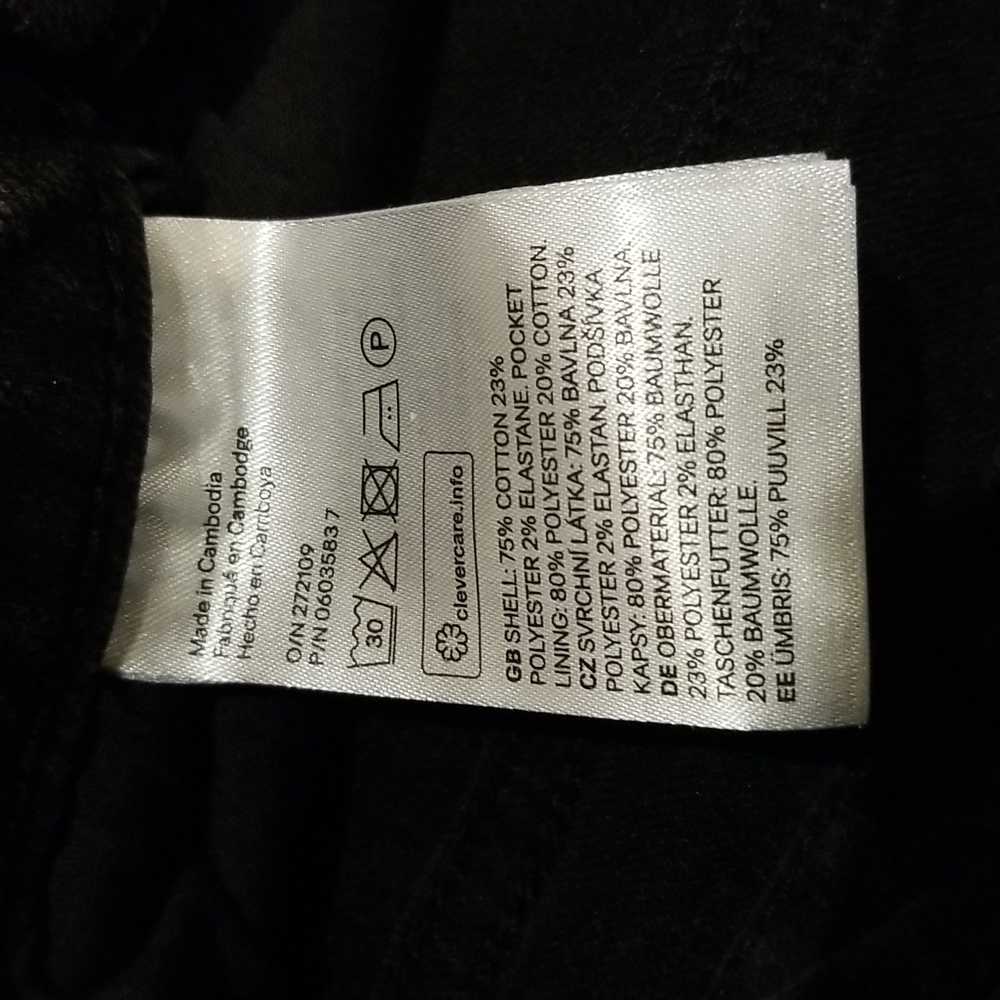 Made in Cambodia
Fabriqué en Cambodge
Hecho en Camboya
O/N 272109
P/N 06035837
30 P
clevercare.info
GB SHELL: 75% COTTON 23%
POLYESTER 2% ELASTANE. POCKET
LINING: 80% POLYESTER 20% COTTON.
CZ SVRCHNÍ LÁTKA: 75% BAVLNA 23%
POLYESTER 2% ELASTAN. PODŠÍVKA
KAPSY: 80% POLYESTER 20% BAVLNA.
DE OBERMATERIAL: 75% BAUMWOLLE
23% POLYESTER 2% ELASTHAN.
TASCHENFUTTER: 80% POLYESTER
20% BAUMWOLLE.
EE ÜMBRIS: 75% PUUVILL 23%